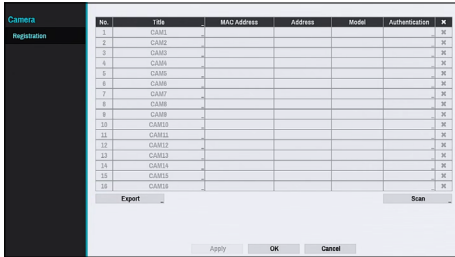 Camera
Registration
No. Title MAC Address Address Model Authentication ✖
1 CAM1 ✖
2 CAM2 ✖
3 CAM3 ✖
4 CAM4 ✖
5 CAM5 ✖
6 CAM6 ✖
7 CAM7 ✖
8 CAM8 ✖
9 CAM9 ✖
10 CAM10 ✖
11 CAM11 ✖
12 CAM12 ✖
13 CAM13 ✖
14 CAM14 ✖
15 CAM15 ✖
16 CAM16 ✖
Export Scan
Apply OK Cancel